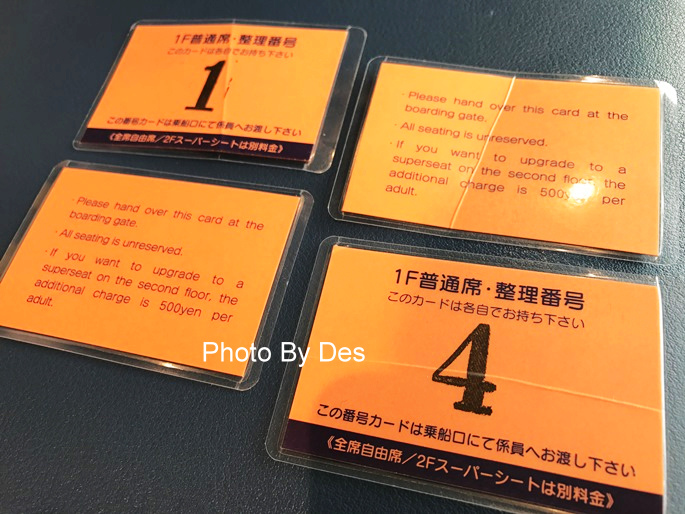 1F普通席・整理番号
このカードは各自でお持ち下さい
1
この番号カードは乗船口にて係員へお渡し下さい
《全席自由席/2Fスーパーシートは別料金》
・Please hand over this card at the
boarding gate.
・All seating is unreserved.
・If you want to upgrade to a
superseat on the second floor, the
additional charge is 500yen per
adult.
・Please hand over this card at the
boarding gate.
・All seating is unreserved.
・If you want to upgrade to a
superseat on the second floor, the
additional charge is 500yen per
adult.
1F普通席・整理番号
このカードは各自でお持ち下さい
4
この番号カードは乗船口にて係員へお渡し下さい
《全席自由席/2Fスーパーシートは別料金》
Photo By Des